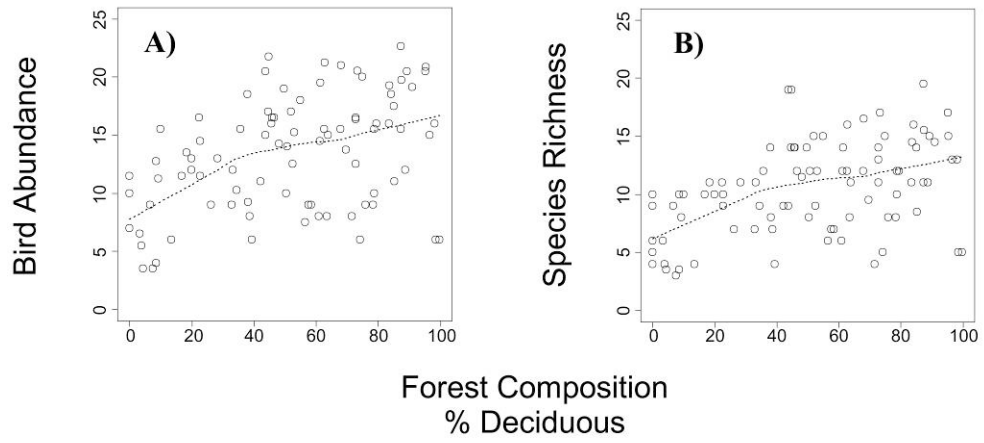 A)
Bird Abundance
25
20
15
10
5
0
0 20 40 60 80 100
B)
Species Richness
25
20
15
10
5
0
0 20 40 60 80 100
Forest Composition
% Deciduous